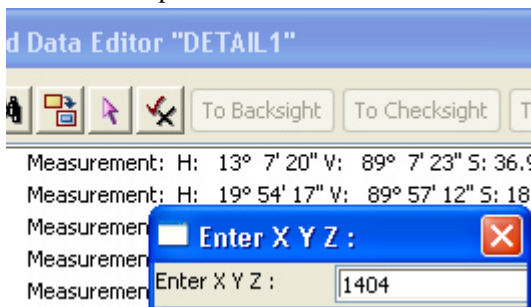 d Data Editor "DETAIL1"
To Backsight To Checksight T
Measurement: H: 13° 7' 20" V: 89° 7' 23" S: 36.9
Measurement: H: 19° 54' 17" V: 89° 57' 12" S: 18
Measuremen
Enter X Y Z :
Measuremen
Enter X Y Z : 1404
Measuremen